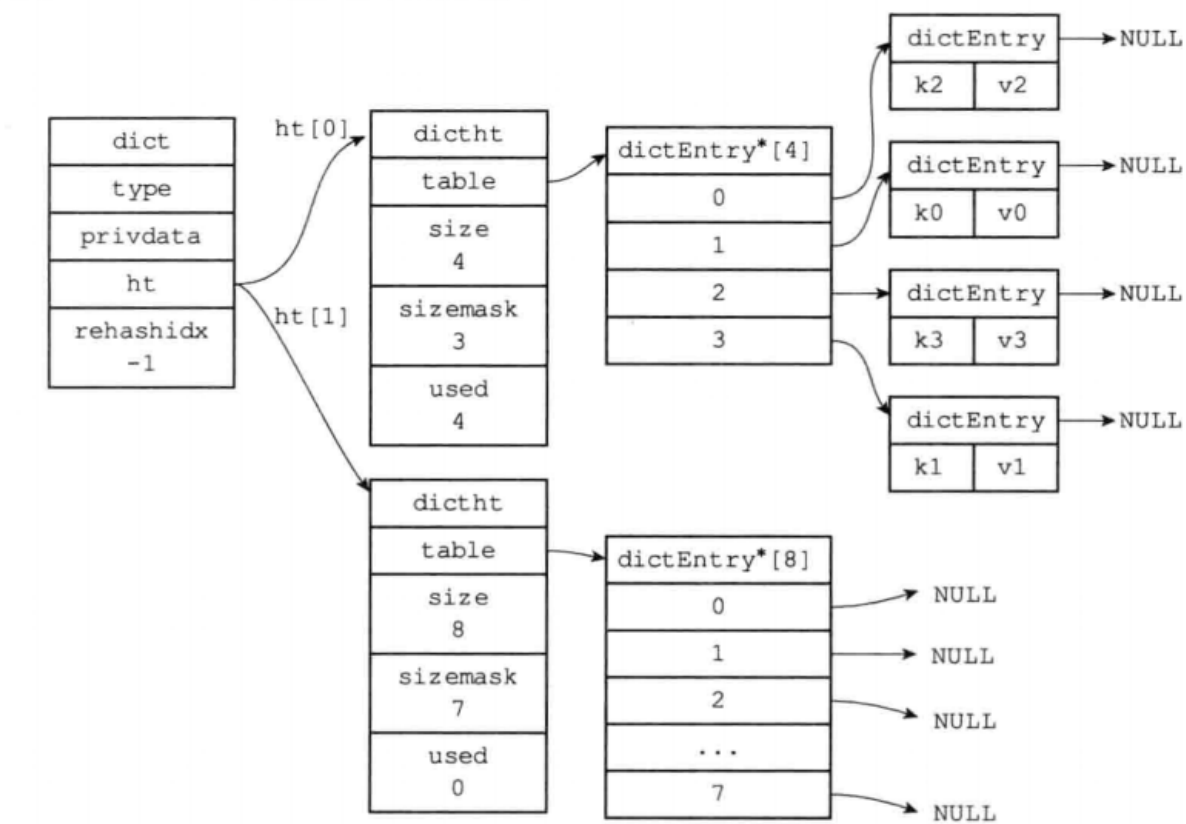 dict
type
privdata
ht
rehashidx
-1
ht[0]
ht[1]
dictht
table
size
4
sizemask
3
used
4
dictEntry*[4]
0
1
2
3
dictEntry
k2 v2
NULL
dictEntry
k0 v0
NULL
dictEntry
k3 v3
NULL
dictEntry
k1 v1
NULL
dictht
table
size
8
sizemask
7
used
0
dictEntry*[8]
0
1
2
...
7
NULL
NULL
NULL
NULL